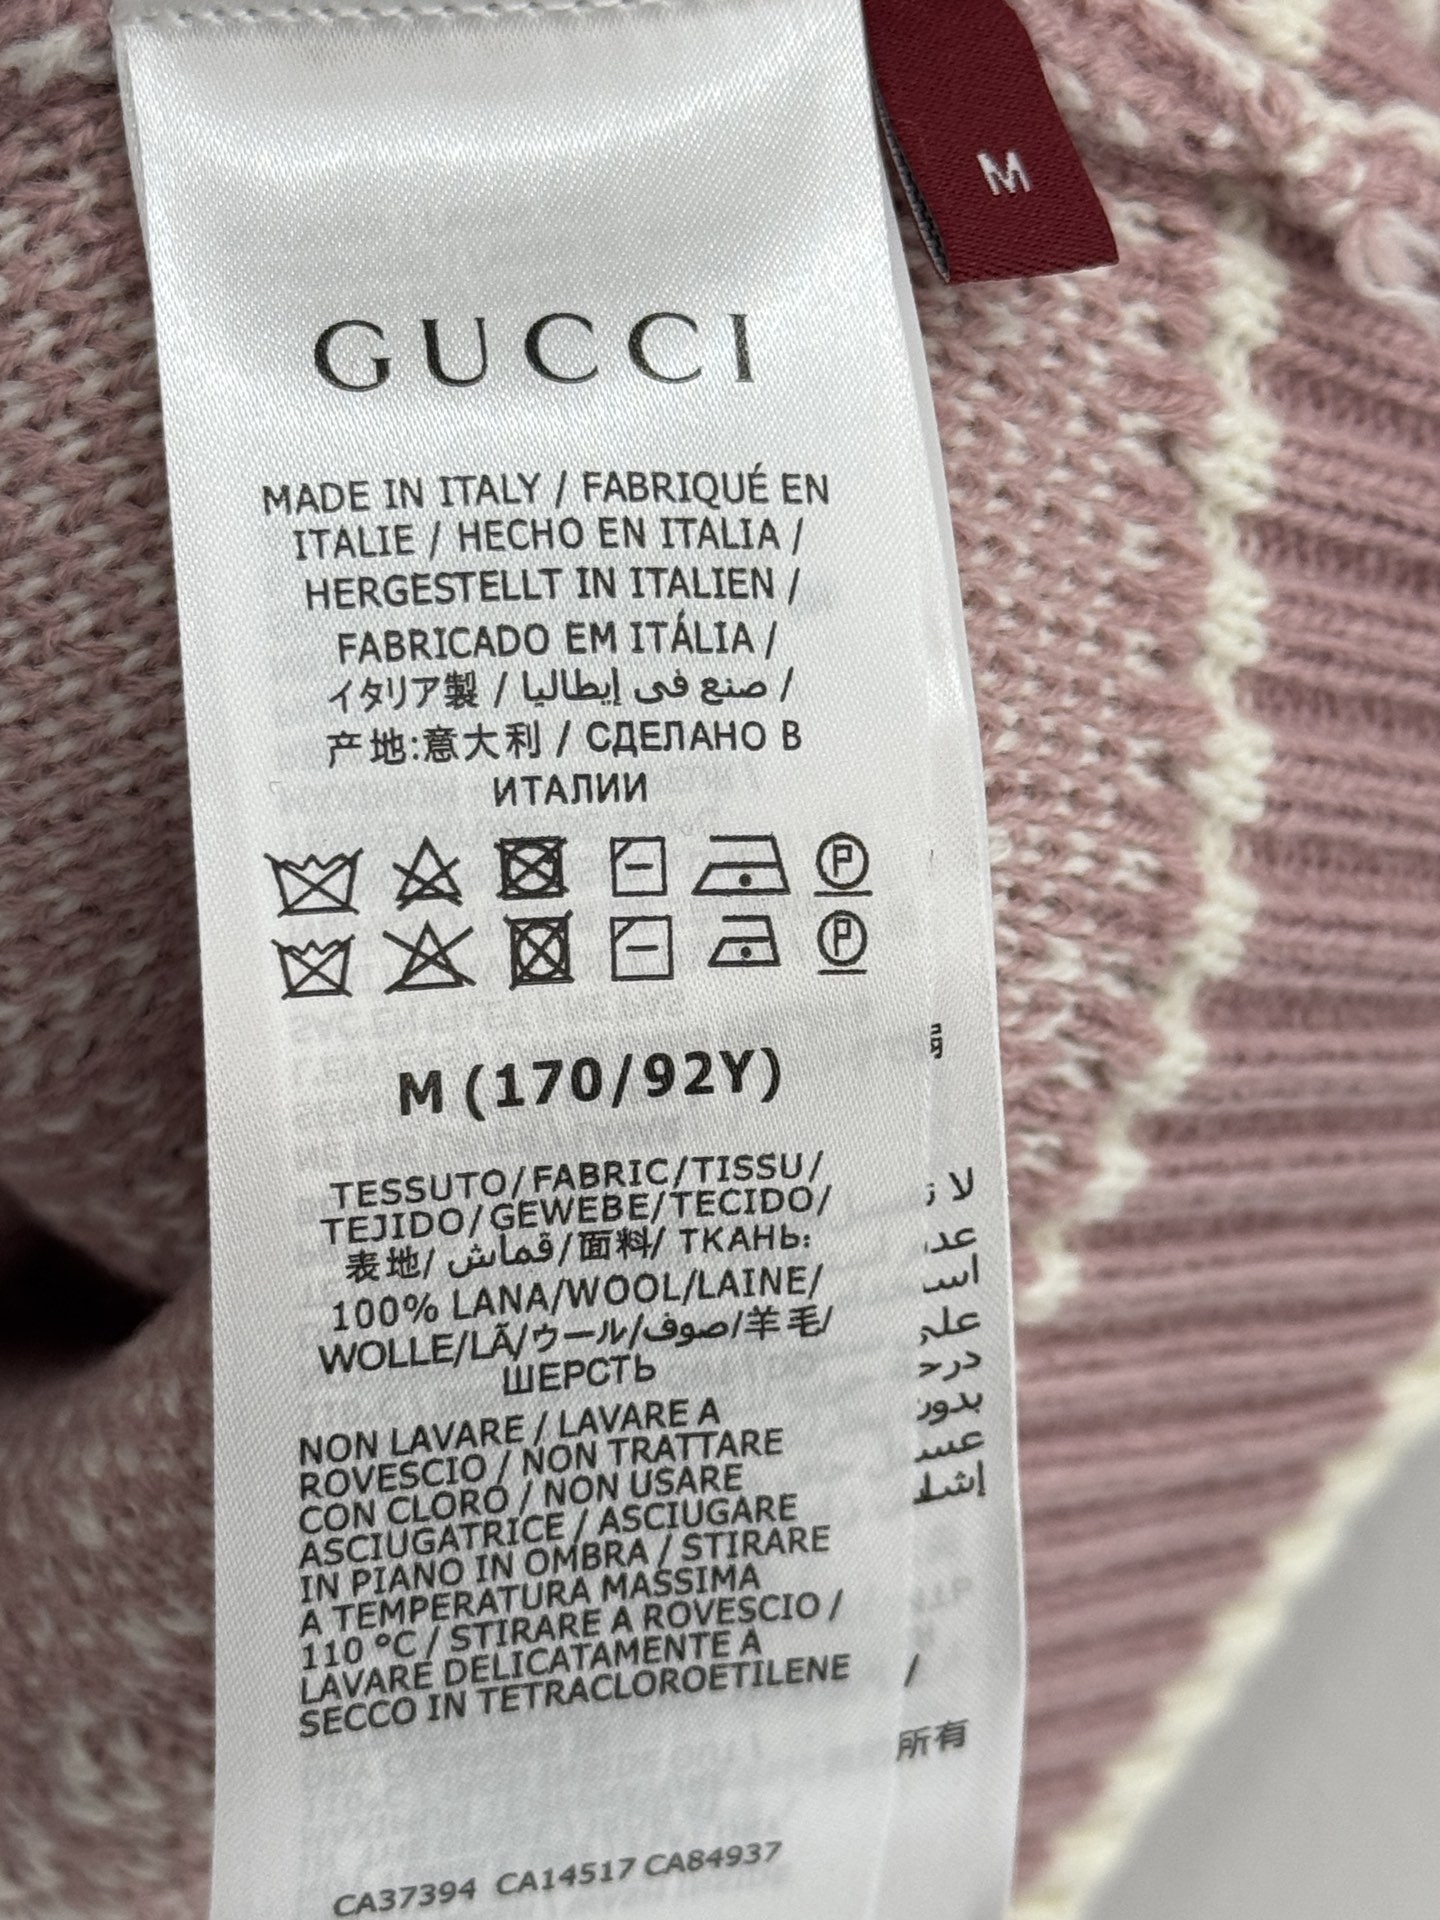 M
GUCCI
MADE IN ITALY / FABRIQUÉ EN
ITALIE / HECHO EN ITALIA /
HERGESTELLT IN ITALIEN /
FABRICADO EM ITÁLIA /
イタリア製 / صنع في إيطاليا /
产地:意大利 / СДЕЛАНО В
ИТАЛИИ
P
P
M (170/92Y)
TESSUTO/FABRIC/TISSU/
TEJIDO/GEWEBE/TECIDO/
表地/قماش/面料/ ТКАНЬ:
100% LANA/WOOL/LAINE/
WOLLE/LÃ/ウール/صوف/羊毛/
ШЕРСТЬ
NON LAVARE / LAVARE A
ROVESCIO / NON TRATTARE
CON CLORO / NON USARE
ASCIUGATRICE / ASCIUGARE
IN PIANO IN OMBRA / STIRARE
A TEMPERATURA MASSIMA
110 °C / STIRARE A ROVESCIO /
LAVARE DELICATAMENTE A
SECCO IN TETRACLOROETILENE
/
所有
CA37394 CA14517 CA84937